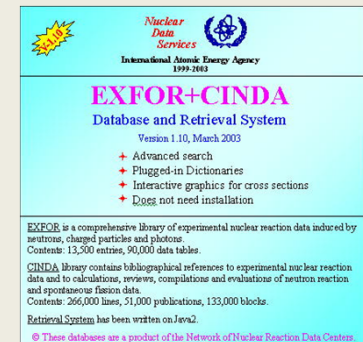 V-1.10
Nuclear
Data
Services
International Atomic Energy Agency
1999-2003
EXFOR+CINDA
Database and Retrieval System
Version 1.10, March 2003
Advanced search
Plugged-in Dictionaries
Interactive graphics for cross sections
Does not need installation
EXFOR is a comprehensive library of experimental nuclear reaction data induced by
neutrons, charged particles and photons.
Contents: 13,500 entries, 90,000 data tables.
CINDA library contains bibliographical references to experimental nuclear reaction
data and to calculations, reviews, compilations and evaluations of neutron reaction
and spontaneous fission data.
Contents: 266,000 lines, 51,000 publications, 133,000 blocks.
Retrieval System has been written on Java2.
© These databases are a product of the Network of Nuclear Reaction Data Centers.